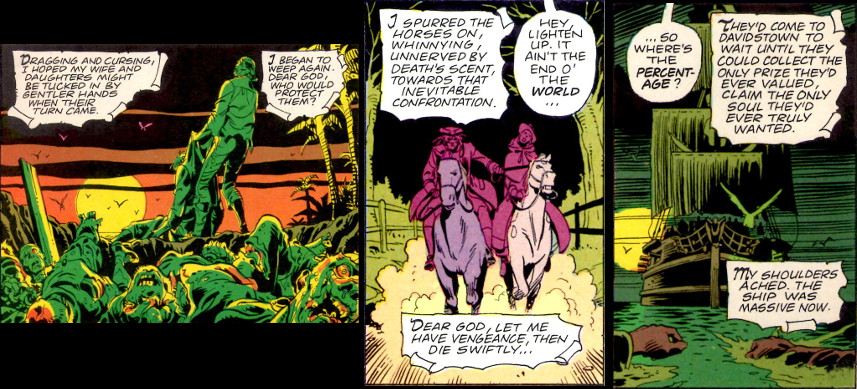 DRAGGING AND CURSING,
I HOPED MY WIFE AND
DAUGHTERS MIGHT
BE TUCKED IN BY
GENTLER HANDS
WHEN THEIR
TURN CAME.
I BEGAN TO
WEEP AGAIN.
DEAR GOD,
WHO WOULD
PROTECT
THEM?
I SPURRED THE
HORSES ON,
WHINNYING,
UNNERVED BY
DEATH'S SCENT,
TOWARDS THAT
INEVITABLE
CONFRONTATION.
HEY,
LIGHTEN
UP. IT
AIN'T THE
END O'
THE
WORLD
...
DEAR GOD, LET ME
HAVE VENGEANCE, THEN
DIE SWIFTLY...
...SO
WHERE'S
THE
PERCENT-
AGE?
THEY'D COME TO
DAVIDSTOWN TO
WAIT UNTIL THEY
COULD COLLECT THE
ONLY PRIZE THEY'D
EVER VALUED,
CLAIM THE ONLY
SOUL THEY'D
EVER TRULY
WANTED.
MY SHOULDERS
ACHED. THE
SHIP WAS
MASSIVE NOW.